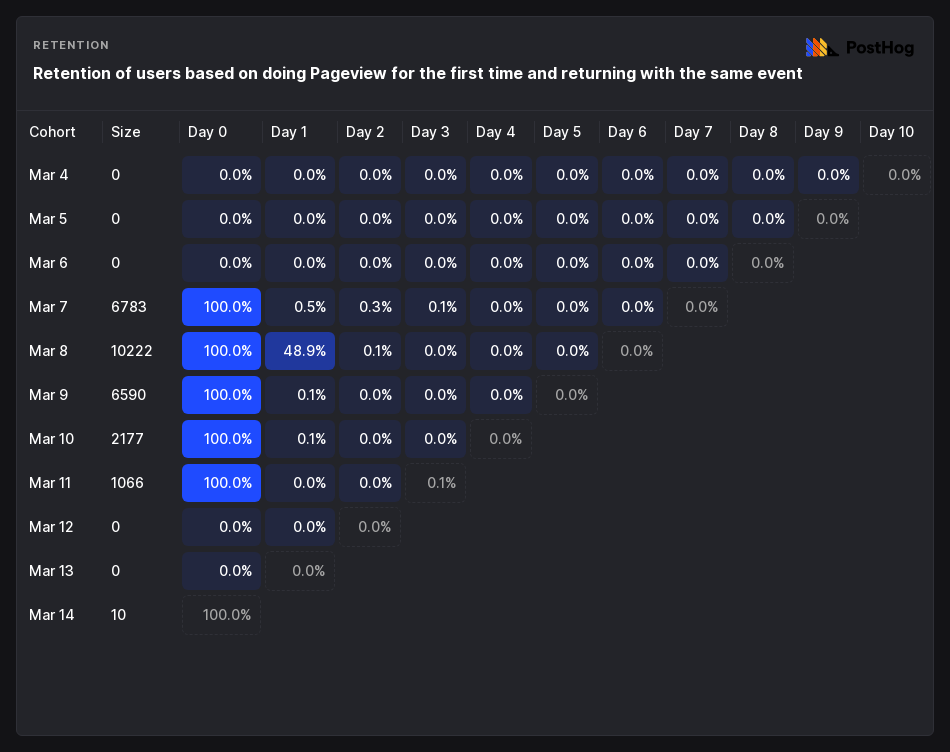 RETENTION
PostHog
Retention of users based on doing Pageview for the first time and returning with the same event
Cohort Size Day 0 Day 1 Day 2 Day 3 Day 4 Day 5 Day 6 Day 7 Day 8 Day 9 Day 10
Mar 4 0 0.0% 0.0% 0.0% 0.0% 0.0% 0.0% 0.0% 0.0% 0.0% 0.0% 0.0%
Mar 5 0 0.0% 0.0% 0.0% 0.0% 0.0% 0.0% 0.0% 0.0% 0.0% 0.0%
Mar 6 0 0.0% 0.0% 0.0% 0.0% 0.0% 0.0% 0.0% 0.0% 0.0%
Mar 7 6783 100.0% 0.5% 0.3% 0.1% 0.0% 0.0% 0.0% 0.0%
Mar 8 10222 100.0% 48.9% 0.1% 0.0% 0.0% 0.0% 0.0%
Mar 9 6590 100.0% 0.1% 0.0% 0.0% 0.0% 0.0%
Mar 10 2177 100.0% 0.1% 0.0% 0.0% 0.0%
Mar 11 1066 100.0% 0.0% 0.0% 0.1%
Mar 12 0 0.0% 0.0% 0.0%
Mar 13 0 0.0% 0.0%
Mar 14 10 100.0%